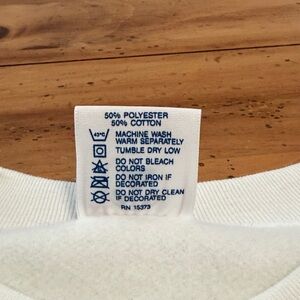 50% POLYESTER
50% COTTON
40°C
MACHINE WASH
WARM SEPARATELY
TUMBLE DRY LOW
DO NOT BLEACH
COLORS
DO NOT IRON IF
DECORATED
DO NOT DRY CLEAN
IF DECORATED
RN 15373